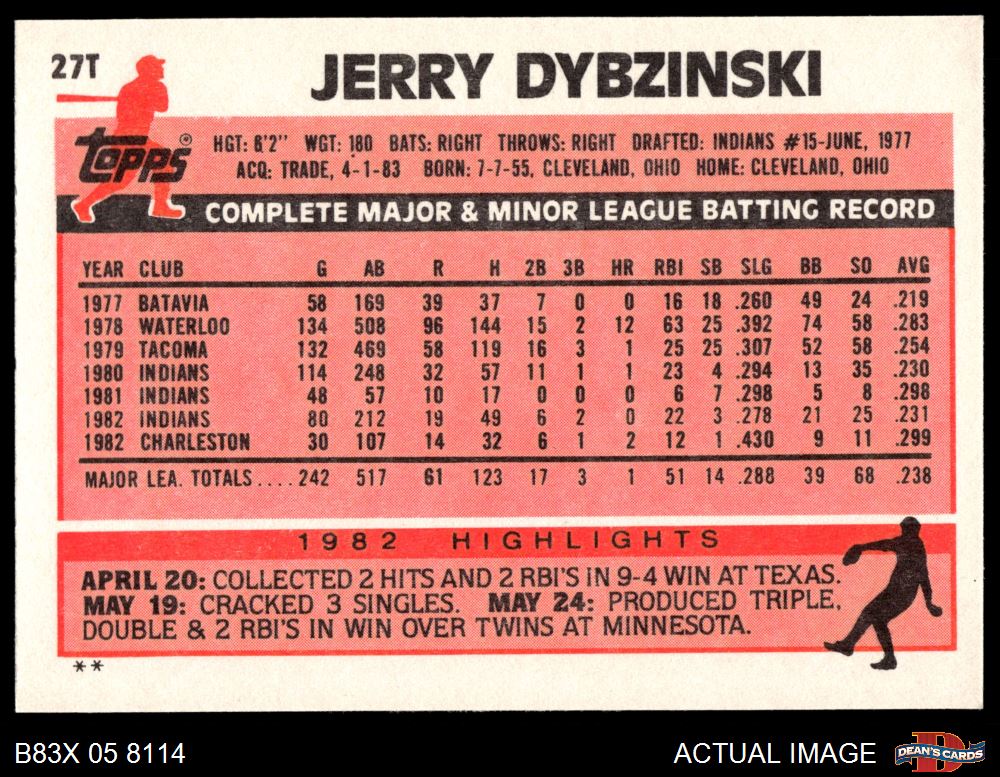 27T
JERRY DYBZINSKI
Topps®
HGT: 6'2" WGT: 180 BATS: RIGHT THROWS: RIGHT DRAFTED: INDIANS #15-JUNE, 1977
ACQ: TRADE, 4-1-83 BORN: 7-7-55, CLEVELAND, OHIO HOME: CLEVELAND, OHIO
COMPLETE MAJOR & MINOR LEAGUE BATTING RECORD
YEAR CLUB G AB R H 2B 3B HR RBI SB SLG BB SO AVG
1977 BATAVIA 58 169 39 37 7 0 0 16 18 .260 49 24 .219
1978 WATERLOO 134 508 96 144 15 2 12 63 25 .392 74 58 .283
1979 TACOMA 132 469 58 119 16 3 1 25 25 .307 52 58 .254
1980 INDIANS 114 248 32 57 11 1 1 23 4 .294 13 35 .230
1981 INDIANS 48 57 10 17 0 0 0 6 7 .298 5 8 .298
1982 INDIANS 80 212 19 49 6 2 0 22 3 .278 21 25 .231
1982 CHARLESTON 30 107 14 32 6 1 2 12 1 .430 9 11 .299
MAJOR LEA. TOTALS.... 242 517 61 123 17 3 1 51 14 .288 39 68 .238
1982 HIGHLIGHTS
APRIL 20: COLLECTED 2 HITS AND 2 RBI'S IN 9-4 WIN AT TEXAS.
MAY 19: CRACKED 3 SINGLES. MAY 24: PRODUCED TRIPLE,
DOUBLE & 2 RBI'S IN WIN OVER TWINS AT MINNESOTA.
**
B83X 05 8114 ACTUAL IMAGE
DEAN'S CARDS